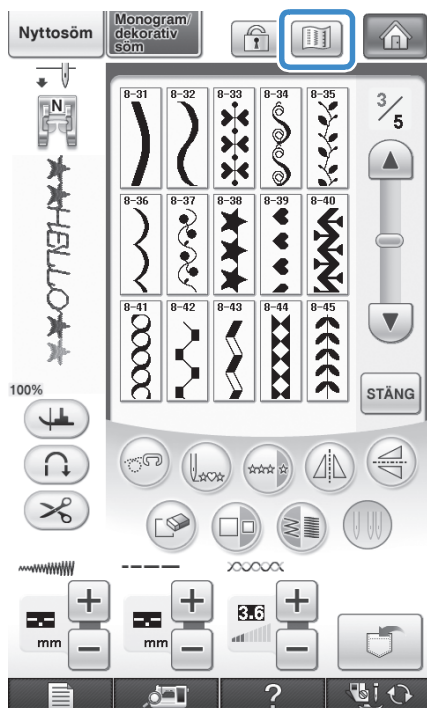 Nyttosöm
Monogram/
dekorativ
söm
N
8-31 8-32 8-33 8-34 8-35
3/5
8-36 8-37 8-38 8-39 8-40
HELLO
8-41 8-42 8-43 8-44 8-45
100%
STÄNG
3.6
mm mm
?